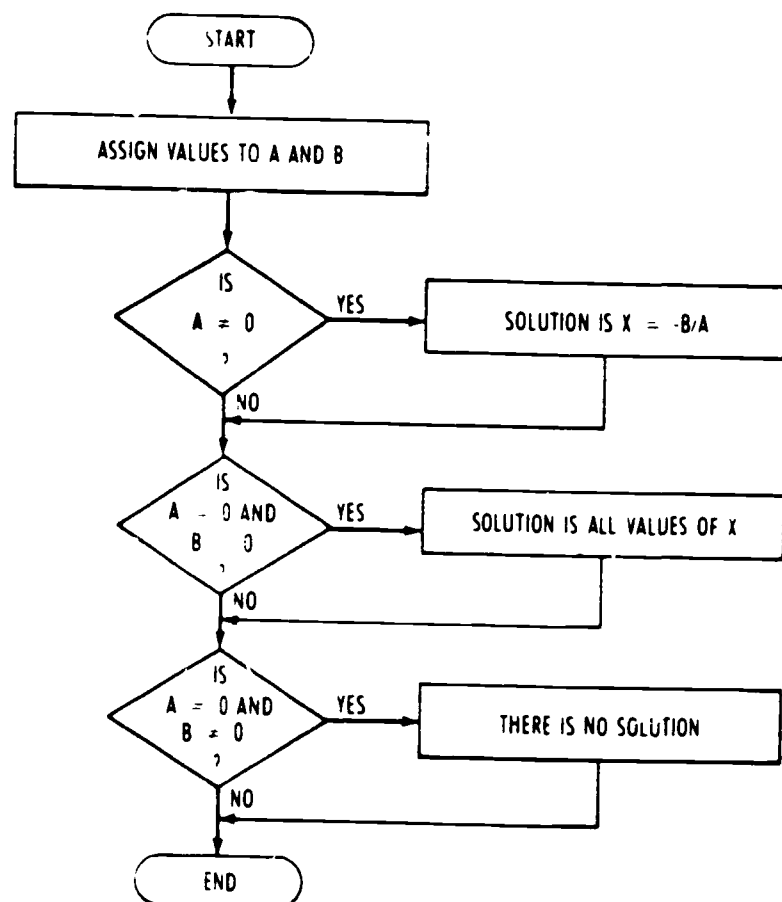 START
ASSIGN VALUES TO A AND B
IS
A ≠ 0
?
YES
SOLUTION IS X = -B/A
NO
IS
A = 0 AND
B 0
?
YES
SOLUTION IS ALL VALUES OF X
NO
IS
A = 0 AND
B ≠ 0
?
YES
THERE IS NO SOLUTION
NO
END